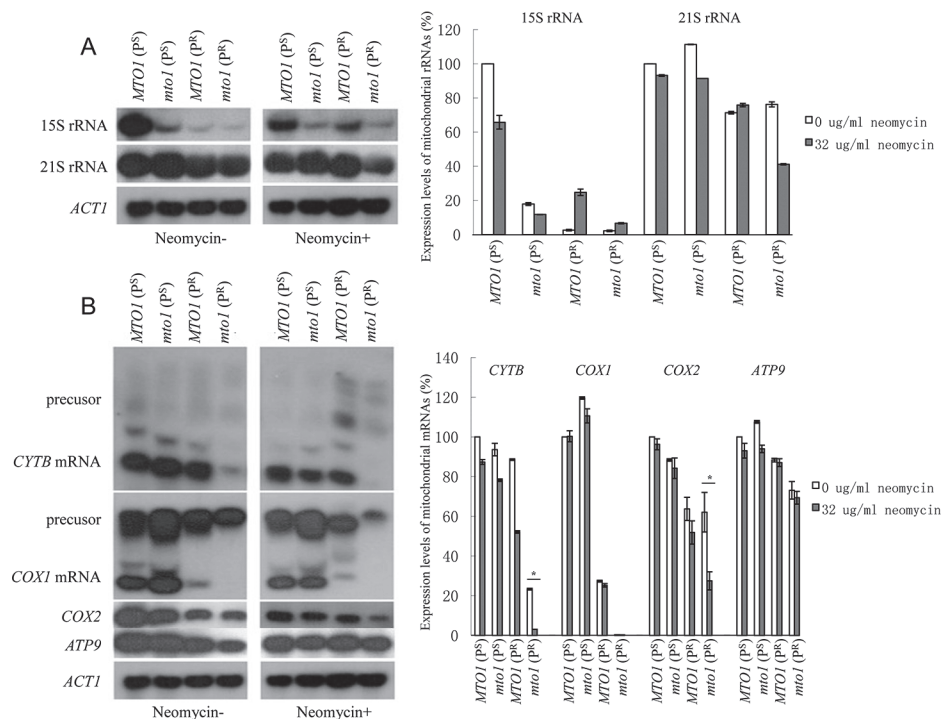 A
MTO1 (PS)
mto1 (PS)
MTO1 (PR)
mto1 (PR)
MTO1 (PS)
mto1 (PS)
MTO1 (PR)
mto1 (PR)
15S rRNA
21S rRNA
ACT1
Neomycin-
Neomycin+
Expression levels of mitochondrial rRNAs (%)
15S rRNA
21S rRNA
120
100
80
60
40
20
0
MTO1 (PS)
mto1 (PS)
MTO1 (PR)
mto1 (PR)
MTO1 (PS)
mto1 (PS)
MTO1 (PR)
mto1 (PR)
0 ug/ml neomycin
32 ug/ml neomycin
B
MTO1 (PS)
mto1 (PS)
MTO1 (PR)
mto1 (PR)
MTO1 (PS)
mto1 (PS)
MTO1 (PR)
mto1 (PR)
precusor
CYTB mRNA
precusor
COX1 mRNA
COX2
ATP9
ACT1
Neomycin-
Neomycin+
Expression levels of mitochondrial mRNAs (%)
140
120
100
80
60
40
20
0
CYTB
COX1
COX2
ATP9
*
*
MTO1 (PS)
mto1 (PS)
MTO1 (PR)
mto1 (PR)
MTO1 (PS)
mto1 (PS)
MTO1 (PR)
mto1 (PR)
MTO1 (PS)
mto1 (PS)
MTO1 (PR)
mto1 (PR)
MTO1 (PS)
mto1 (PS)
MTO1 (PR)
mto1 (PR)
0 ug/ml neomycin
32 ug/ml neomycin